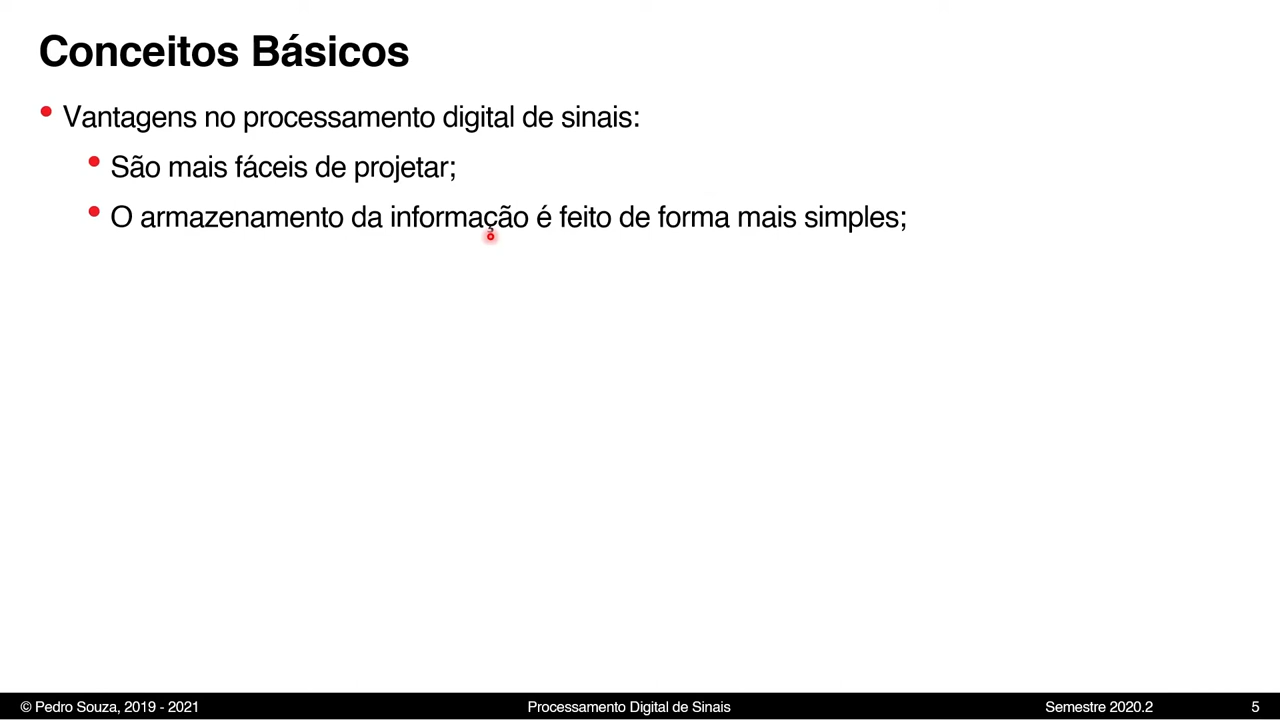 Conceitos Básicos
• Vantagens no processamento digital de sinais:
• São mais fáceis de projetar;
• O armazenamento da informação é feito de forma mais simples;
© Pedro Souza, 2019 - 2021 Processamento Digital de Sinais Semestre 2020.2 5